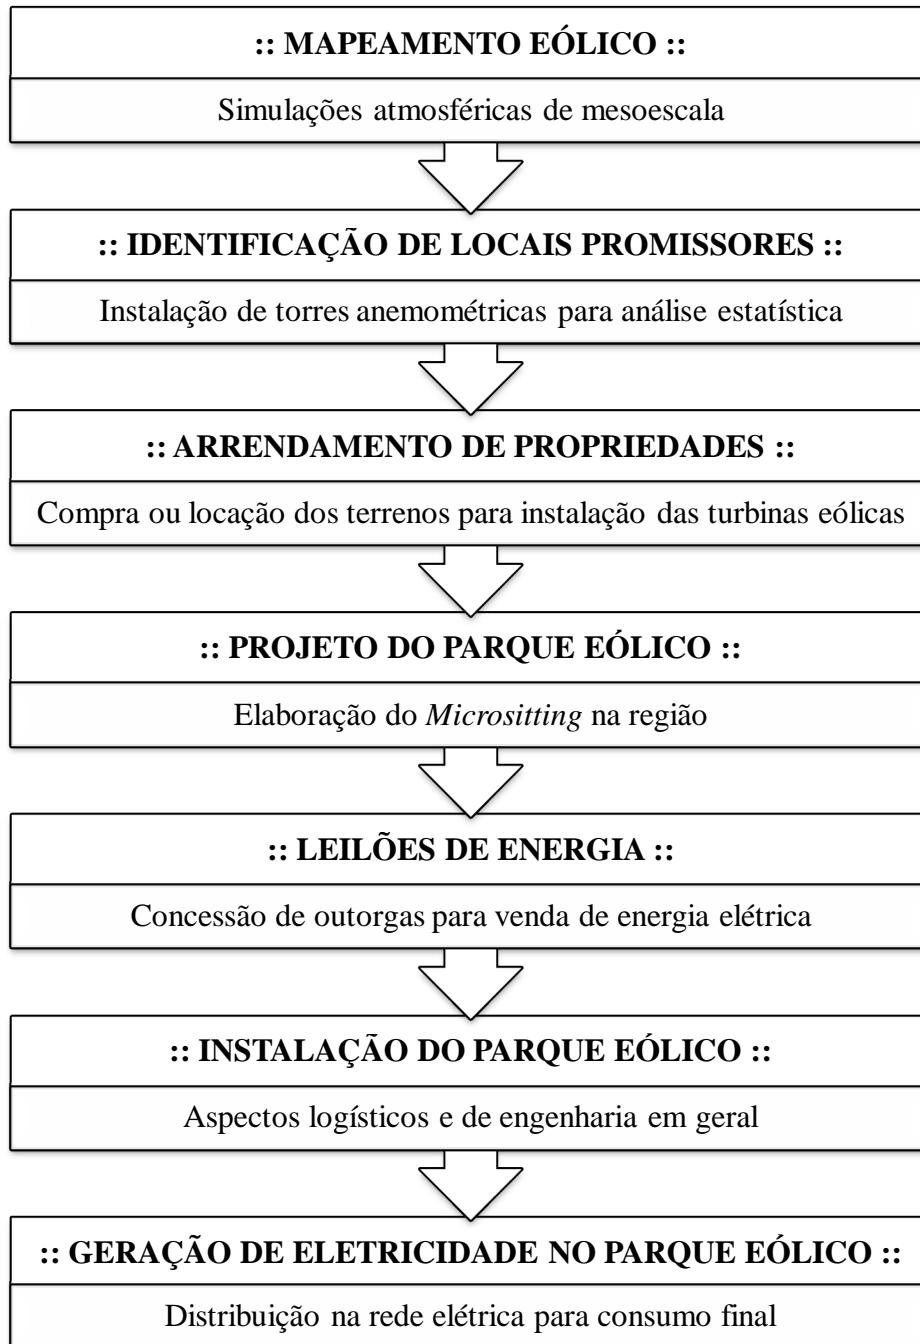 :: MAPEAMENTO EÓLICO ::
Simulações atmosféricas de mesoescala
:: IDENTIFICAÇÃO DE LOCAIS PROMISSORES ::
Instalação de torres anemométricas para análise estatística
:: ARRENDAMENTO DE PROPRIEDADES ::
Compra ou locação dos terrenos para instalação das turbinas eólicas
:: PROJETO DO PARQUE EÓLICO ::
Elaboração do Micrositting na região
:: LEILÕES DE ENERGIA ::
Concessão de outorgas para venda de energia elétrica
:: INSTALAÇÃO DO PARQUE EÓLICO ::
Aspectos logísticos e de engenharia em geral
:: GERAÇÃO DE ELETRICIDADE NO PARQUE EÓLICO ::
Distribuição na rede elétrica para consumo final